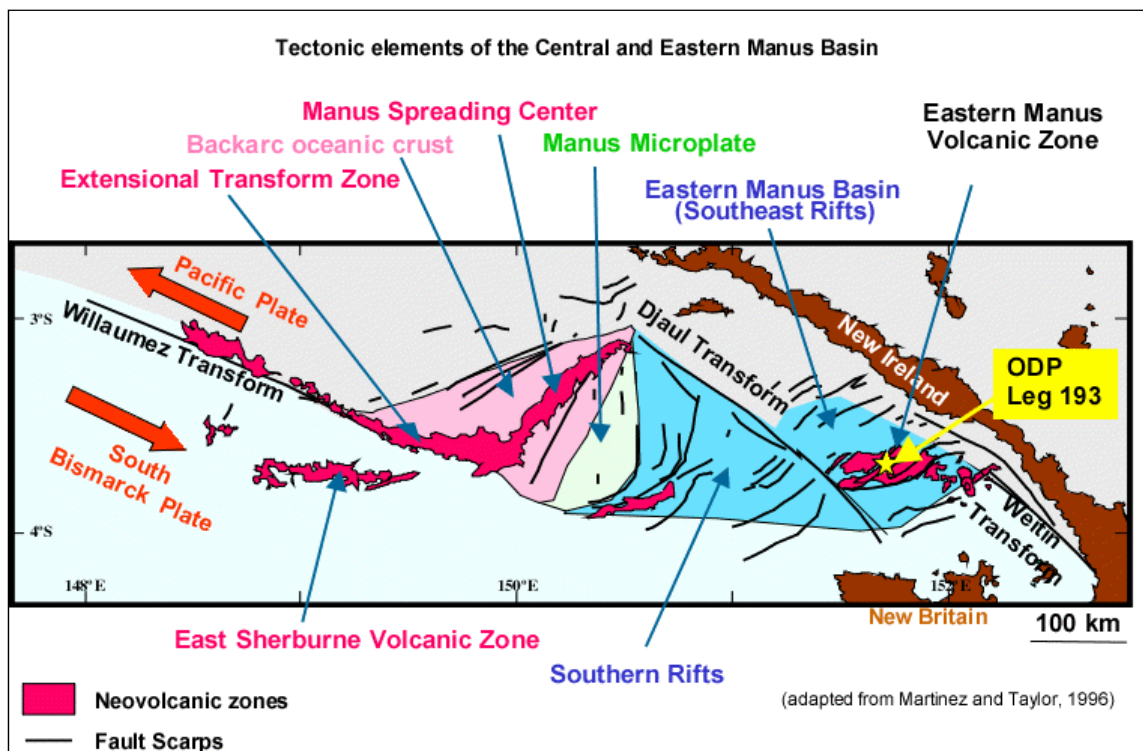 Tectonic elements of the Central and Eastern Manus Basin
Manus Spreading Center
Backarc oceanic crust
Extensional Transform Zone
Manus Microplate
Eastern Manus
Volcanic Zone
Eastern Manus Basin
(Southeast Rifts)
Pacific Plate
3°S
Willaumez Transform
Djaul Transform
New Ireland
ODP
Leg 193
South
Bismarck Plate
4°S
Weitin
Transform
148°E
150°E
152°E
New Britain
100 km
East Sherburne Volcanic Zone
Southern Rifts
Neovolcanic zones
(adapted from Martinez and Taylor, 1996)
Fault Scarps